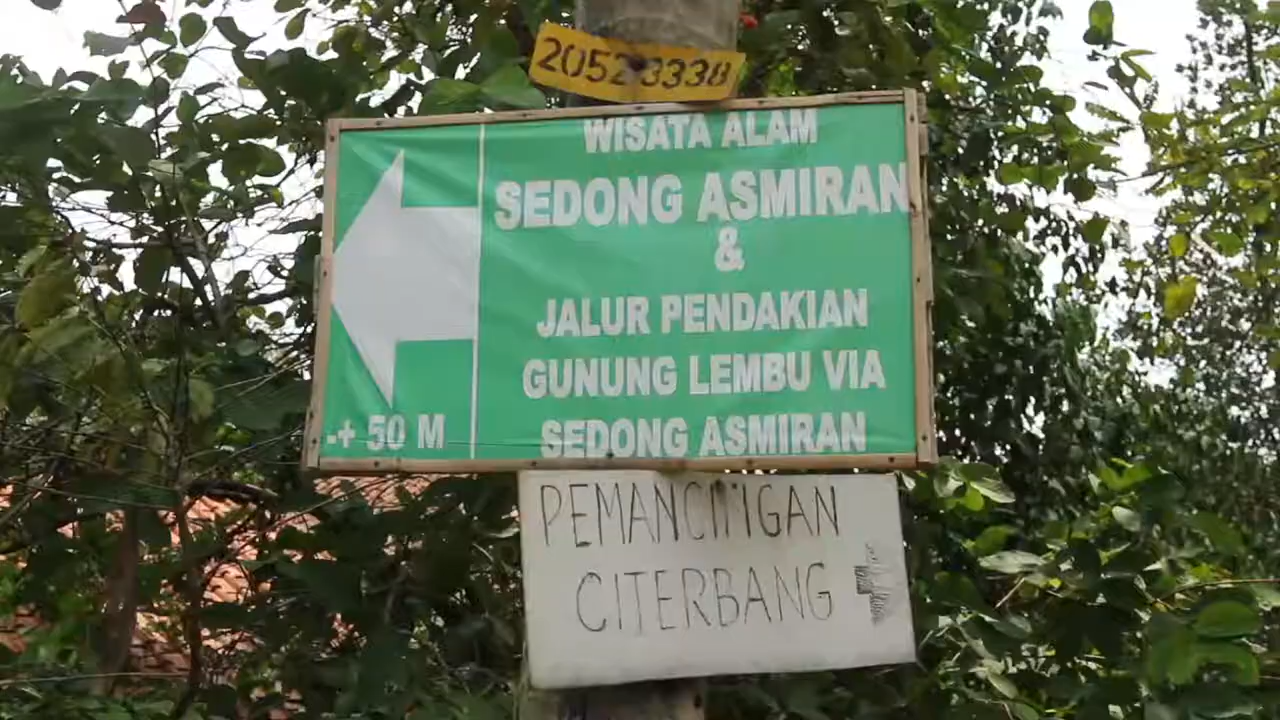 20523338
WISATA ALAM
SEDONG ASMIRAN
&
JALUR PENDAKIAN
GUNUNG LEMBU VIA
SEDONG ASMIRAN
-+ 50 M
PEMANCINGAN
CITERBANG